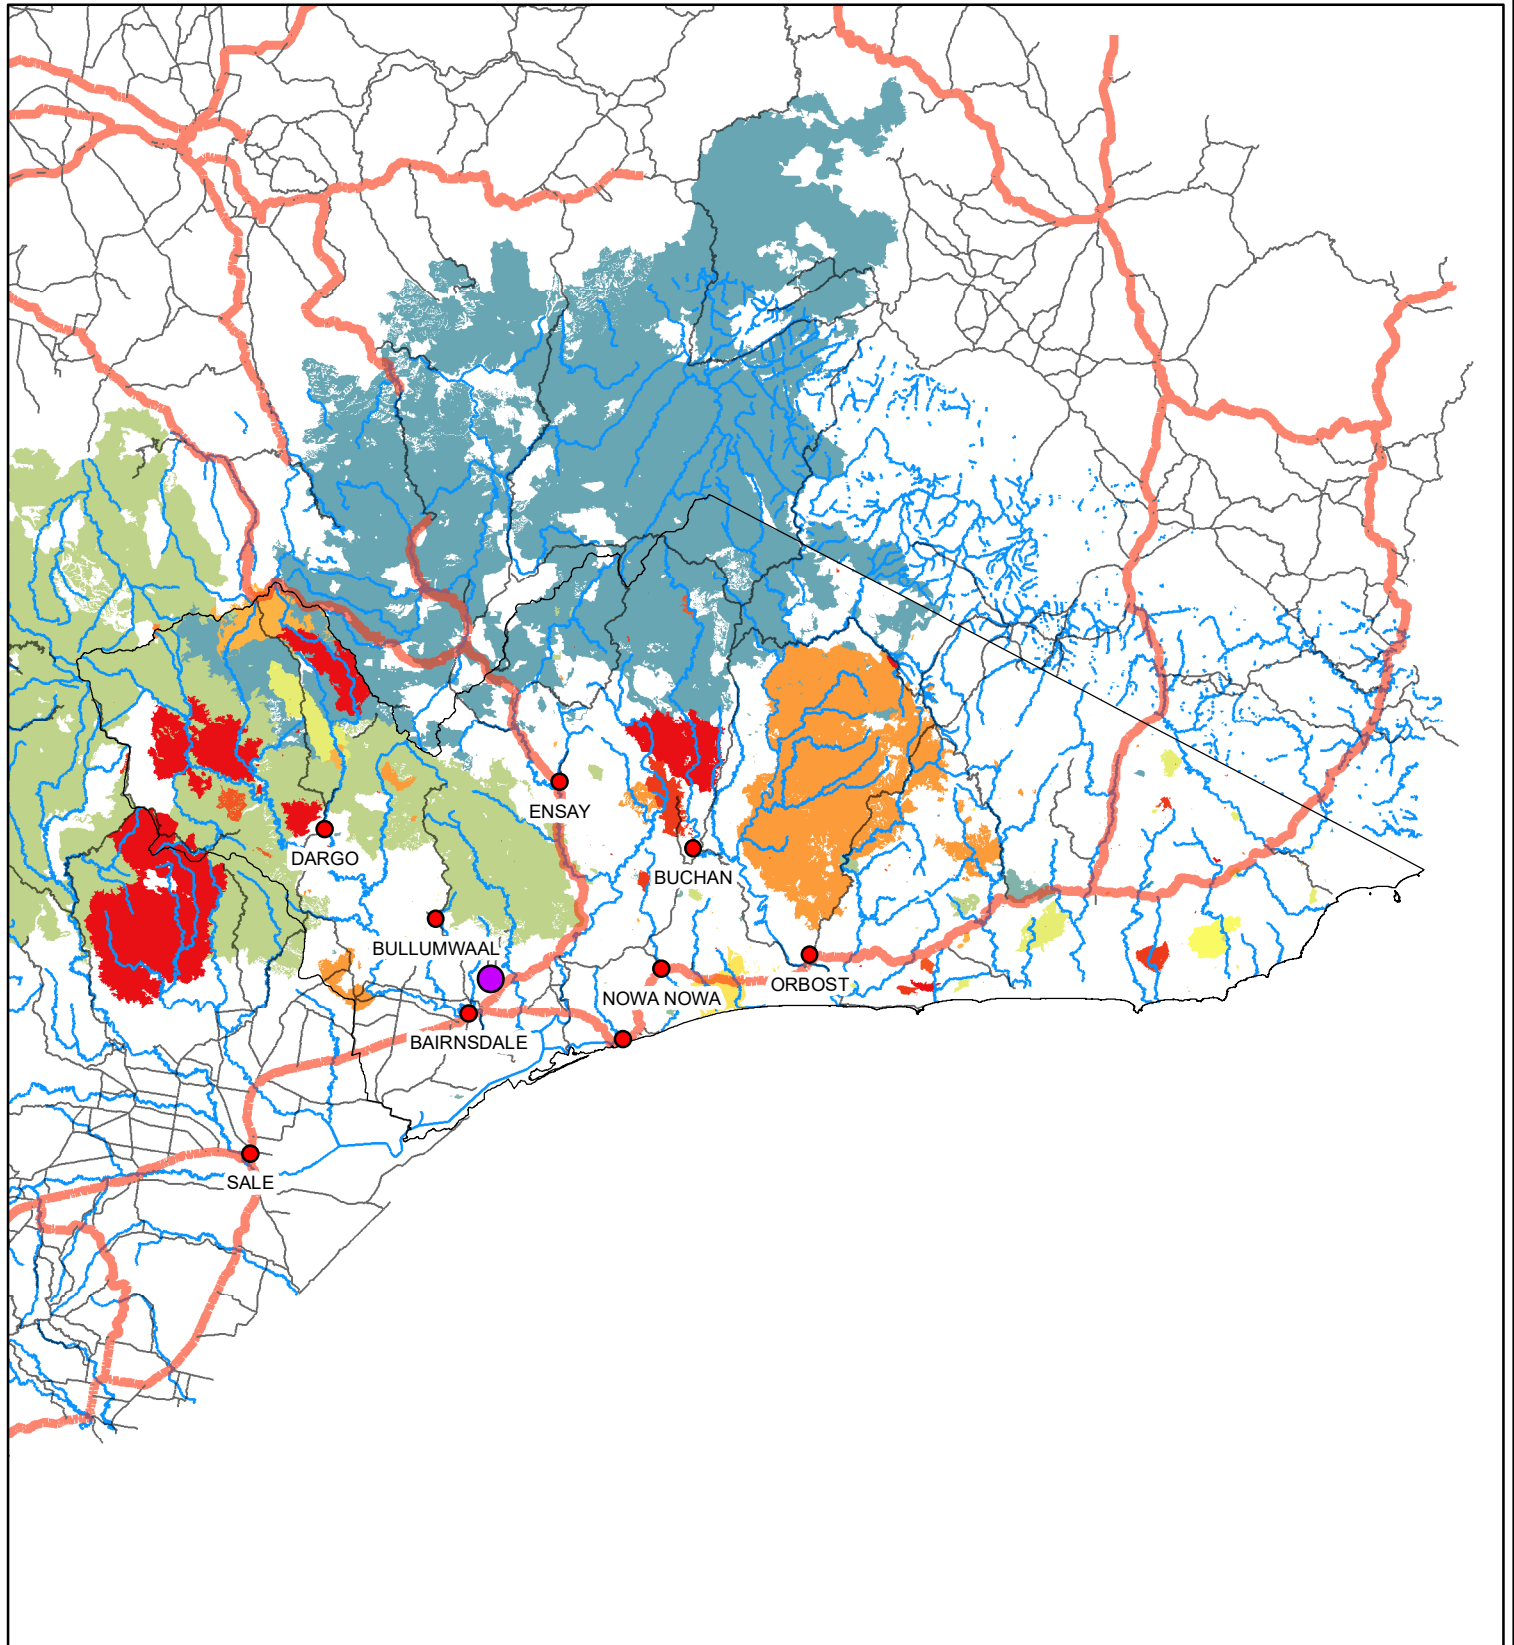 ENSAY
DARGO
BUCHAN
BULLUMWAAL
ORBOST
NOWA NOWA
BAIRNSDALE
SALE